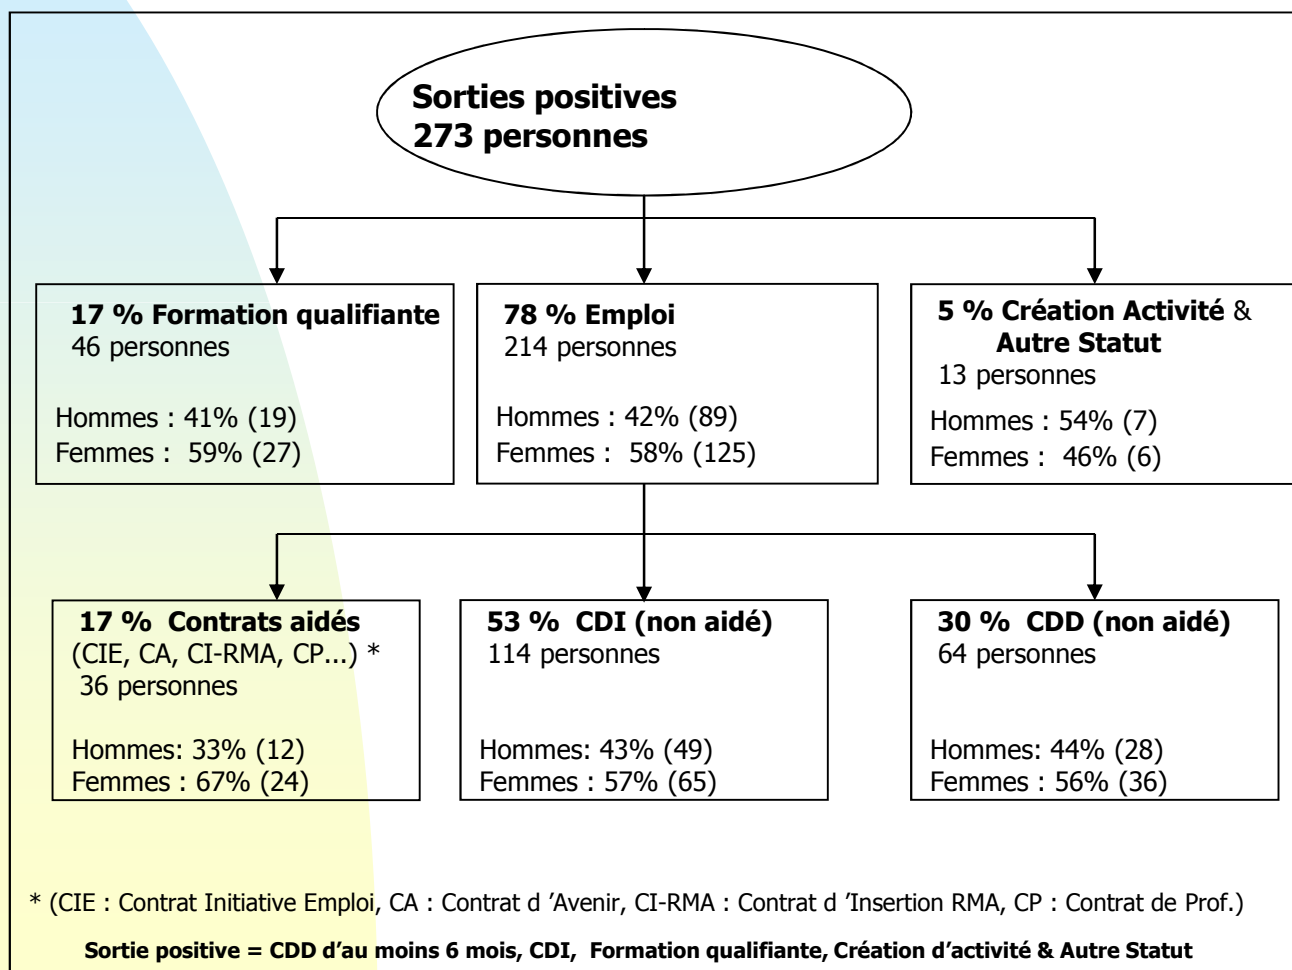 Sorties positives
273 personnes
17 % Formation qualifiante
46 personnes
Hommes : 41% (19)
Femmes :  59% (27)
78 % Emploi
214 personnes
Hommes : 42% (89)
Femmes :  58% (125)
5 % Création Activité &
Autre Statut
13 personnes
Hommes : 54% (7)
Femmes :  46% (6)
17 %  Contrats aidés
(CIE, CA, CI-RMA, CP...) *
36 personnes
Hommes: 33% (12)
Femmes : 67% (24)
53 %  CDI (non aidé)
114 personnes
Hommes: 43% (49)
Femmes : 57% (65)
30 %  CDD (non aidé)
64 personnes
Hommes: 44% (28)
Femmes : 56% (36)
* (CIE : Contrat Initiative Emploi, CA : Contrat d ’Avenir, CI-RMA : Contrat d ’Insertion RMA, CP : Contrat de Prof.)
Sortie positive = CDD d’au moins 6 mois, CDI,  Formation qualifiante, Création d’activité & Autre Statut